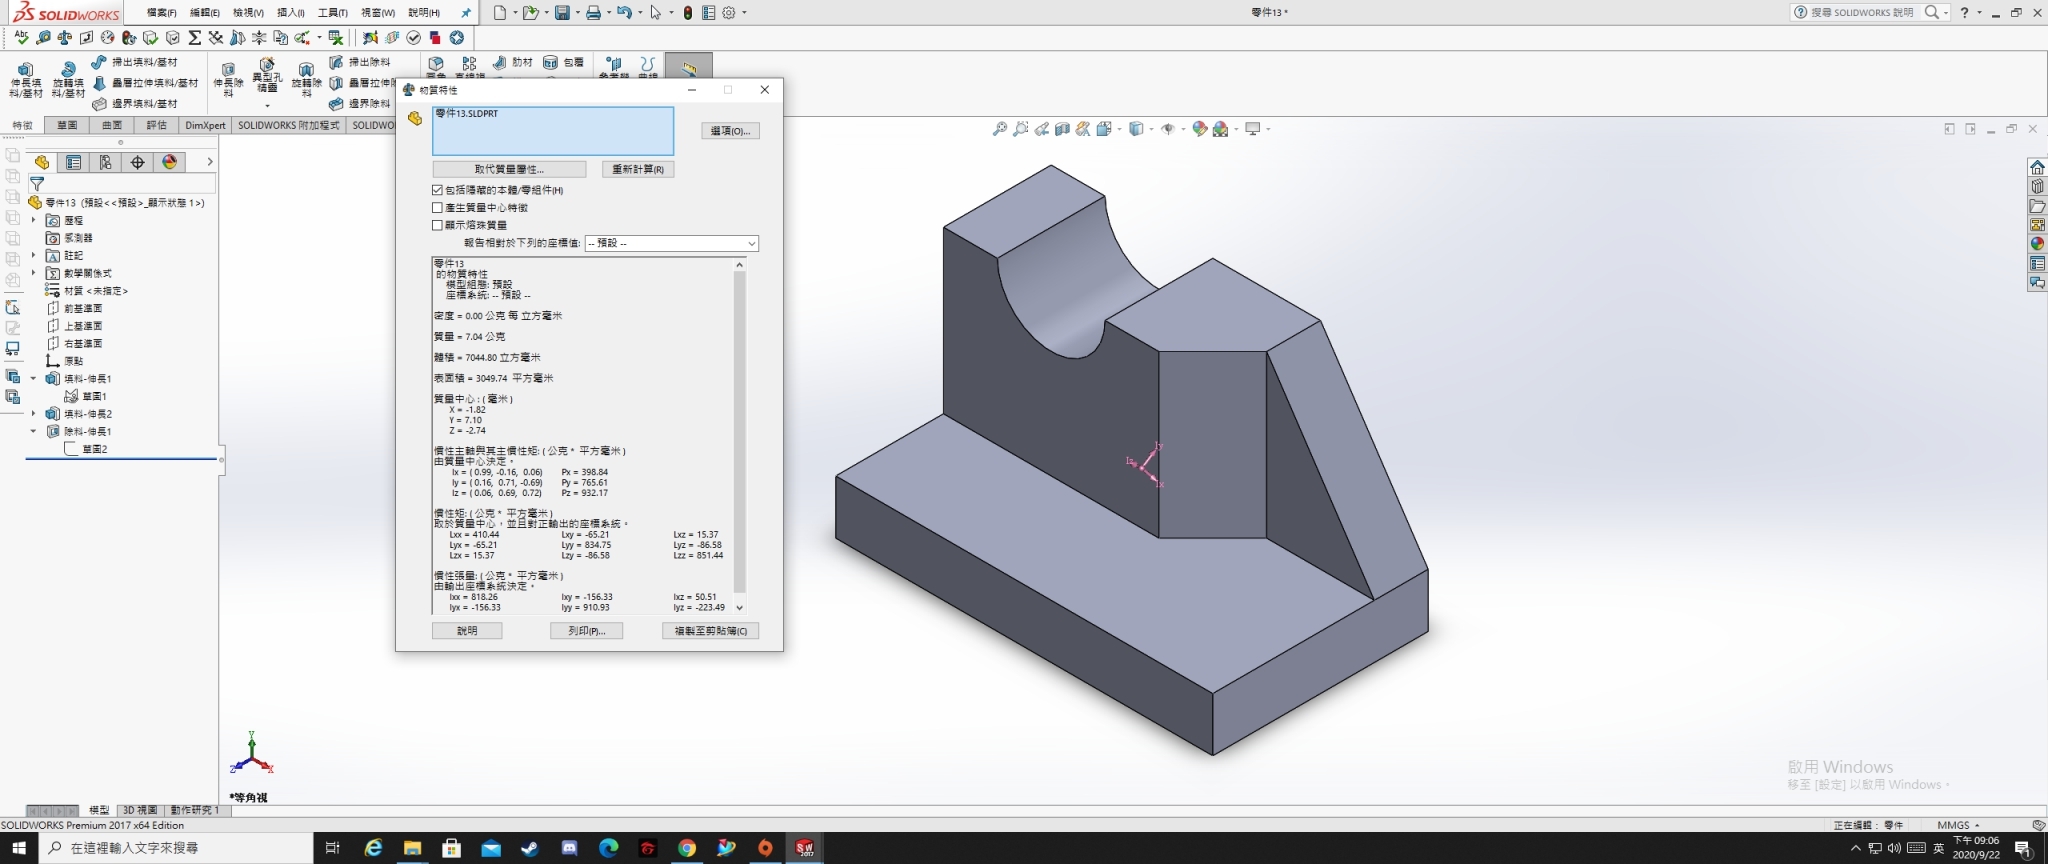 SOLIDWORKS 檔案(F) 編輯(E) 檢視(V) 插入(I) 工具(T) 視窗(W) 說明(H) 零件13 * 搜尋 SOLIDWORKS 說明
伸長填料/基材
旋轉填料/基材
掃出填料/基材
疊層拉伸填料/基材
邊界填料/基材
伸長除料
異型孔精靈
旋轉除料
掃出除料
疊層拉伸除
邊界除料
肋材
包覆
特徵 草圖 曲面 評估 DimXpert SOLIDWORKS 附加程式 SOLIDWO
零件13 (預設<<預設>_顯示狀態 1>)
歷程
感測器
註記
數學關係式
材質 <未指定>
前基準面
上基準面
右基準面
原點
填料-伸長1
草圖1
填料-伸長2
除料-伸長1
草圖2
物質特性
零件13.SLDPRT
選項(O)...
取代質量屬性... 重新計算(R)
包括隱藏的本體/零組件(H)
產生質量中心特徵
顯示熔珠質量
報告相對於下列的座標值: -- 預設 --
零件13
的物質特性
模型組態: 預設
座標系統: -- 預設 --
密度 = 0.00 公克 每 立方毫米
質量 = 7.04 公克
體積 = 7044.80 立方毫米
表面積 = 3049.74 平方毫米
質量中心 : ( 毫米 )
X = -1.82
Y = 7.10
Z = -2.74
慣性主軸與其主慣性矩: ( 公克 * 平方毫米 )
由質量中心決定。
Ix = ( 0.99, -0.16, 0.06) Px = 398.84
Iy = ( 0.16, 0.71, -0.69) Py = 765.61
Iz = ( 0.06, 0.69, 0.72) Pz = 932.17
慣性矩: ( 公克 * 平方毫米 )
取於質量中心，並且對正輸出的座標系統。
Lxx = 410.44 Lxy = -65.21 Lxz = 15.37
Lyx = -65.21 Lyy = 834.75 Lyz = -86.58
Lzx = 15.37 Lzy = -86.58 Lzz = 851.44
慣性張量: ( 公克 * 平方毫米 )
由輸出座標系統決定。
Ixx = 818.26 Ixy = -156.33 Ixz = 50.51
Iyx = -156.33 Iyy = 910.93 Iyz = -223.49
說明 列印(P)... 複製至剪貼簿(C)
Iy
Iz
Ix
Y
Z X
*等角視
啟用 Windows
移至 [設定] 以啟用 Windows。
模型 3D 視圖 動作研究 1
SOLIDWORKS Premium 2017 x64 Edition 正在編輯： 零件 MMGS
在這裡輸入文字來搜尋 英 下午 09:06
2020/9/22